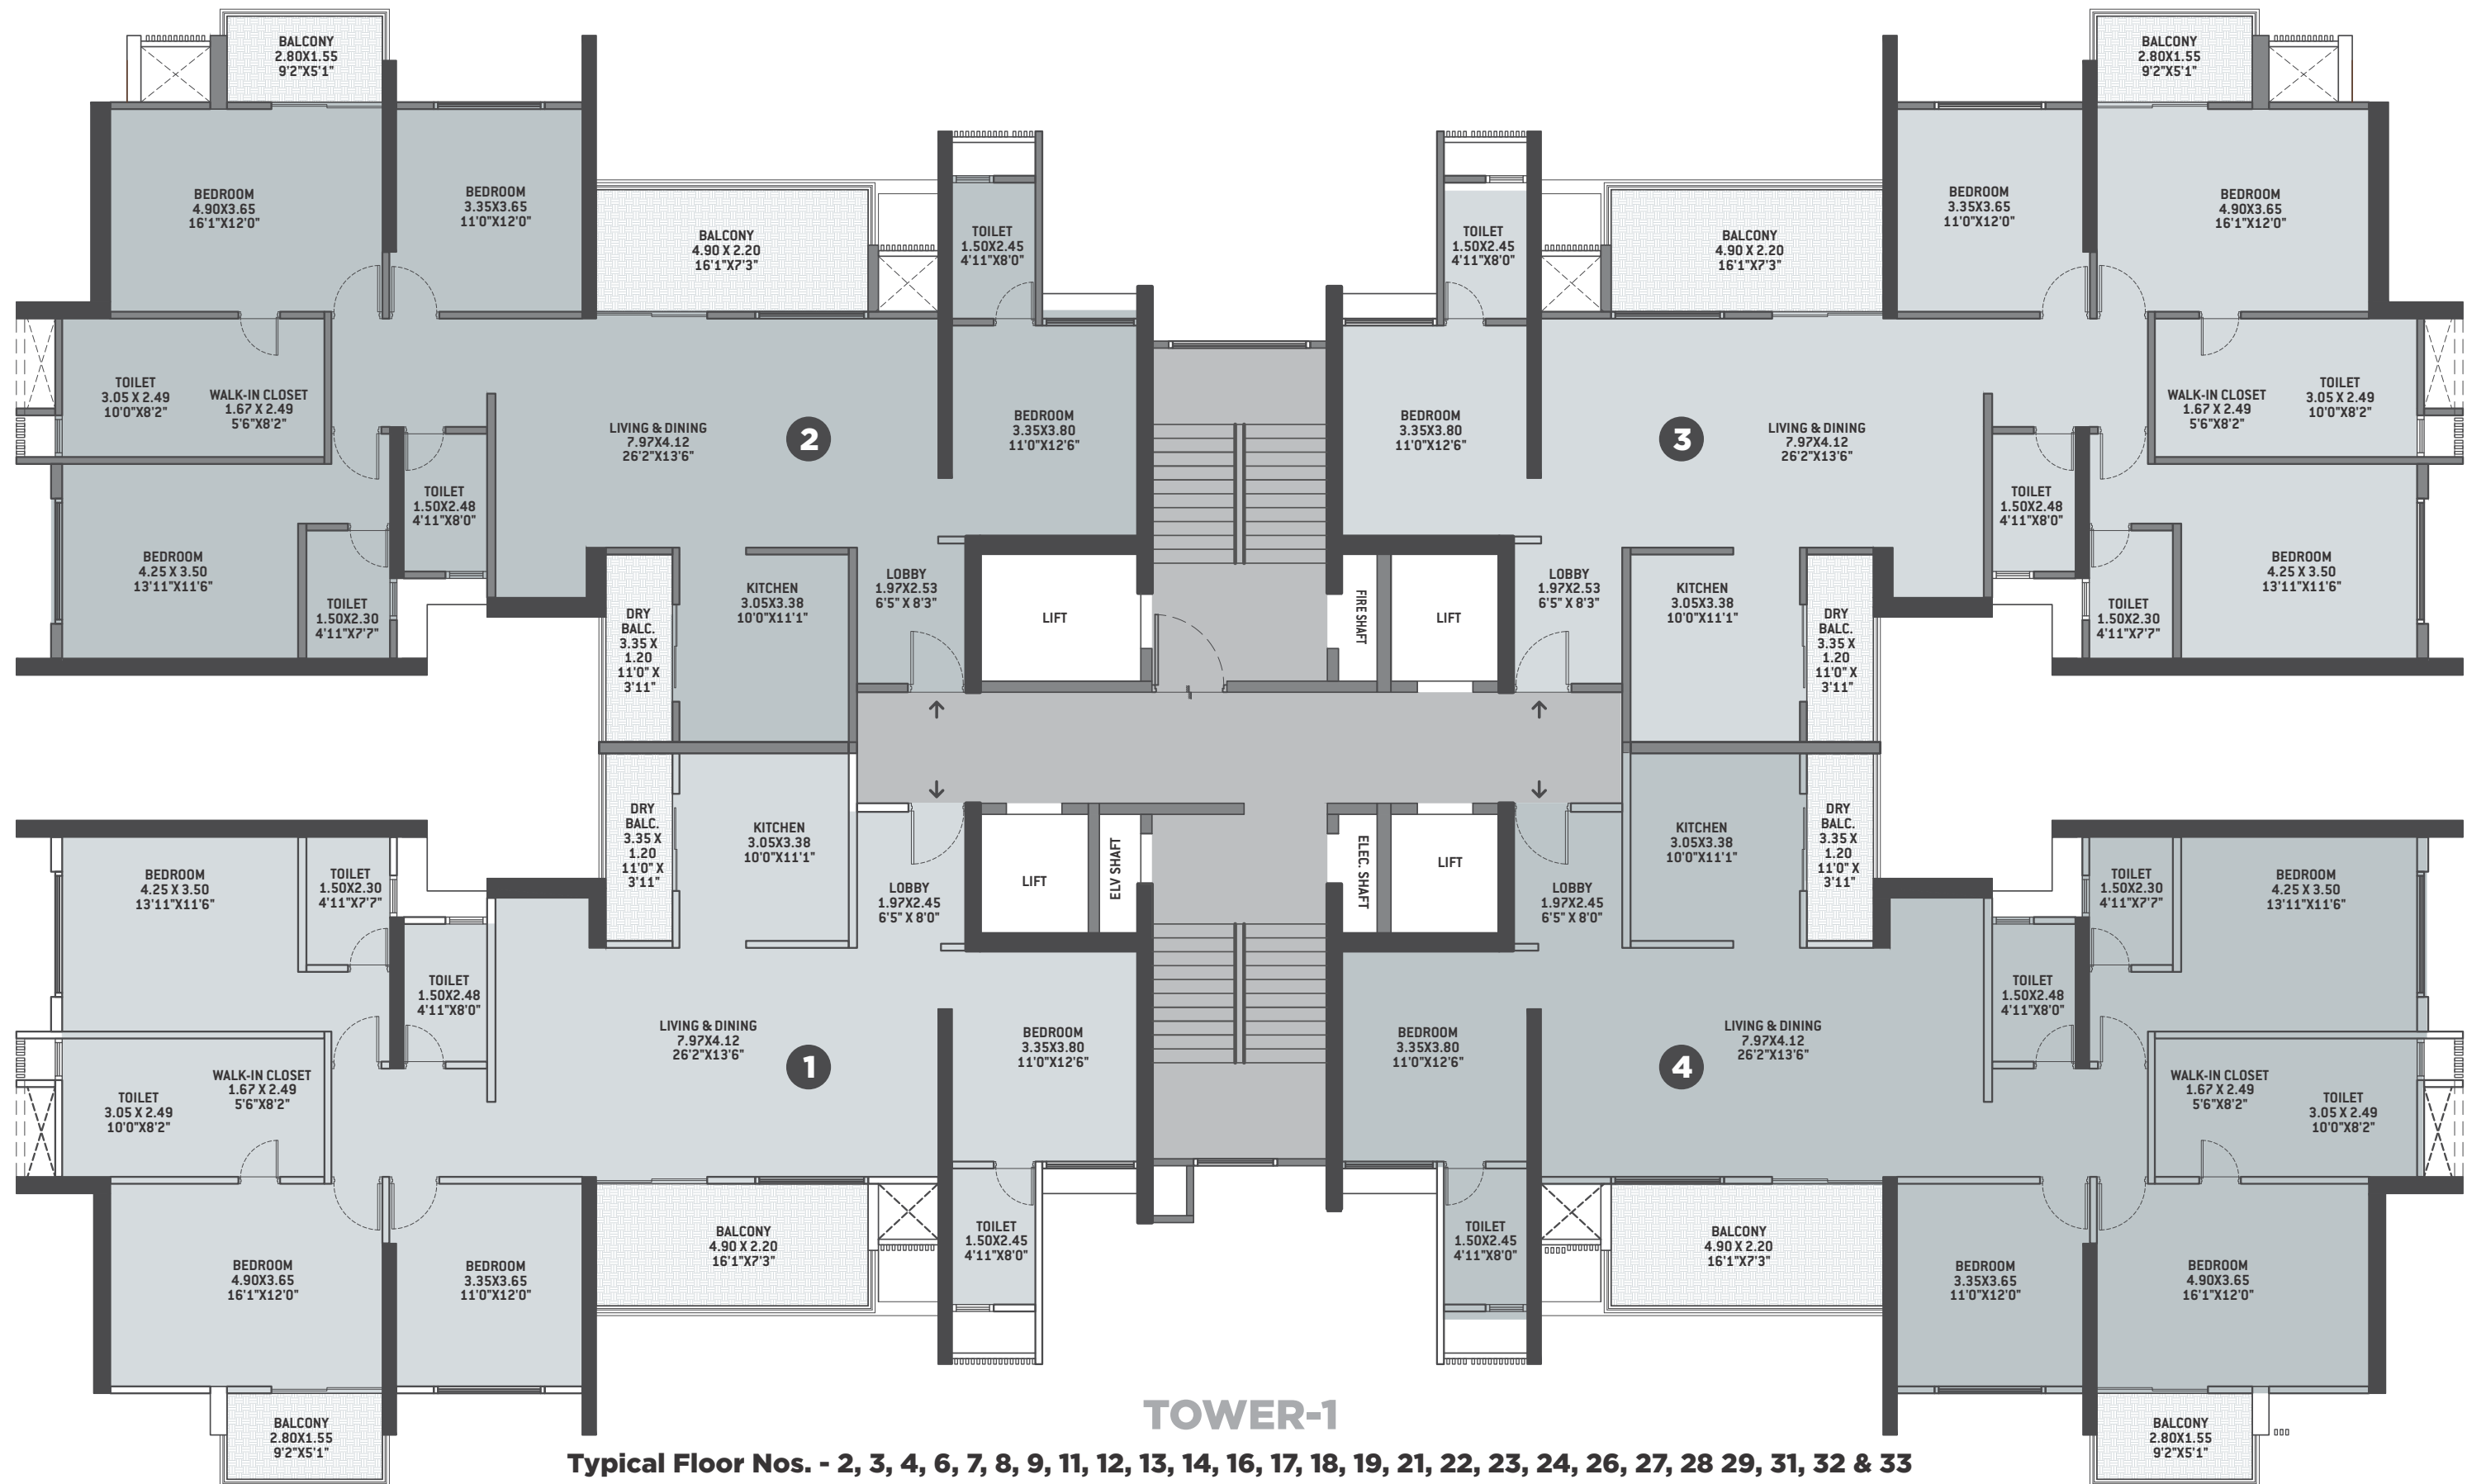 BALCONY
2.80X1.55
9'2"X5'1"
BEDROOM
4.90X3.65
16'1"X12'0"
BEDROOM
3.35X3.65
11'0"X12'0"
BALCONY
4.90 X 2.20
16'1"X7'3"
TOILET
1.50X2.45
4'11"X8'0"
TOILET
3.05 X 2.49
10'0"X8'2"
WALK-IN CLOSET
1.67 X 2.49
5'6"X8'2"
LIVING & DINING
7.97X4.12
26'2"X13'6"
2
BEDROOM
3.35X3.80
11'0"X12'6"
TOILET
1.50X2.48
4'11"X8'0"
BEDROOM
4.25 X 3.50
13'11"X11'6"
TOILET
1.50X2.30
4'11"X7'7"
DRY
BALC.
3.35 X
1.20
11'0" X
3'11"
KITCHEN
3.05X3.38
10'0"X11'1"
LOBBY
1.97X2.53
6'5" X 8'3"
LIFT
BALCONY
2.80X1.55
9'2"X5'1"
BEDROOM
3.35X3.65
11'0"X12'0"
BEDROOM
4.90X3.65
16'1"X12'0"
TOILET
1.50X2.45
4'11"X8'0"
BALCONY
4.90 X 2.20
16'1"X7'3"
BEDROOM
3.35X3.80
11'0"X12'6"
3
LIVING & DINING
7.97X4.12
26'2"X13'6"
WALK-IN CLOSET
1.67 X 2.49
5'6"X8'2"
TOILET
3.05 X 2.49
10'0"X8'2"
TOILET
1.50X2.48
4'11"X8'0"
BEDROOM
4.25 X 3.50
13'11"X11'6"
TOILET
1.50X2.30
4'11"X7'7"
FIRE SHAFT
LIFT
LOBBY
1.97X2.53
6'5" X 8'3"
KITCHEN
3.05X3.38
10'0"X11'1"
DRY
BALC.
3.35 X
1.20
11'0" X
3'11"
BEDROOM
4.25 X 3.50
13'11"X11'6"
TOILET
1.50X2.30
4'11"X7'7"
DRY
BALC.
3.35 X
1.20
11'0" X
3'11"
KITCHEN
3.05X3.38
10'0"X11'1"
LOBBY
1.97X2.45
6'5" X 8'0"
LIFT
ELV SHAFT
TOILET
1.50X2.48
4'11"X8'0"
LIVING & DINING
7.97X4.12
26'2"X13'6"
1
BEDROOM
3.35X3.80
11'0"X12'6"
WALK-IN CLOSET
1.67 X 2.49
5'6"X8'2"
TOILET
3.05 X 2.49
10'0"X8'2"
BEDROOM
4.90X3.65
16'1"X12'0"
BEDROOM
3.35X3.65
11'0"X12'0"
BALCONY
4.90 X 2.20
16'1"X7'3"
TOILET
1.50X2.45
4'11"X8'0"
BALCONY
2.80X1.55
9'2"X5'1"
ELEC. SHAFT
LIFT
LOBBY
1.97X2.45
6'5" X 8'0"
KITCHEN
3.05X3.38
10'0"X11'1"
DRY
BALC.
3.35 X
1.20
11'0" X
3'11"
TOILET
1.50X2.30
4'11"X7'7"
BEDROOM
4.25 X 3.50
13'11"X11'6"
BEDROOM
3.35X3.80
11'0"X12'6"
4
LIVING & DINING
7.97X4.12
26'2"X13'6"
TOILET
1.50X2.48
4'11"X8'0"
WALK-IN CLOSET
1.67 X 2.49
5'6"X8'2"
TOILET
3.05 X 2.49
10'0"X8'2"
TOILET
1.50X2.45
4'11"X8'0"
BALCONY
4.90 X 2.20
16'1"X7'3"
BEDROOM
3.35X3.65
11'0"X12'0"
BEDROOM
4.90X3.65
16'1"X12'0"
BALCONY
2.80X1.55
9'2"X5'1"
TOWER-1
Typical Floor Nos. - 2, 3, 4, 6, 7, 8, 9, 11, 12, 13, 14, 16, 17, 18, 19, 21, 22, 23, 24, 26, 27, 28 29, 31, 32 & 33